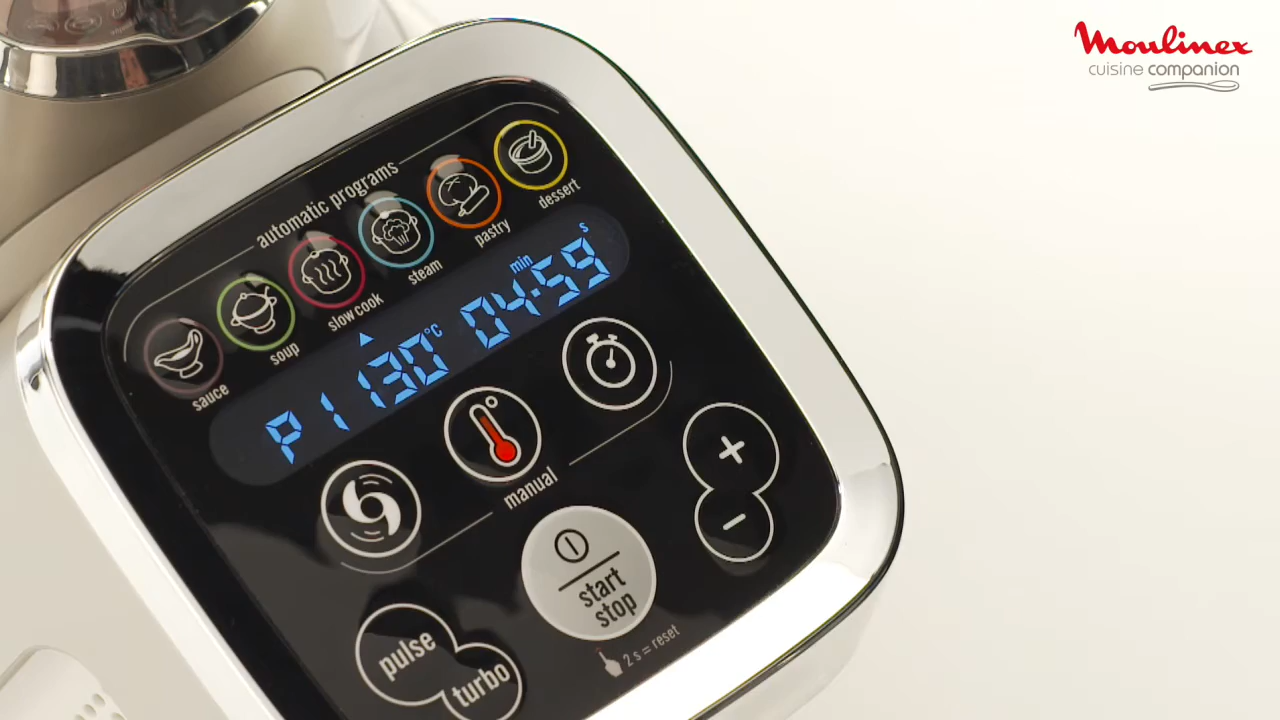 Moulinex
cuisine companion
automatic programs
sauce
soup
slow cook
steam
pastry
dessert
P1 130°C 04:59
min
s
manual
start
stop
pulse
turbo
2 s = reset